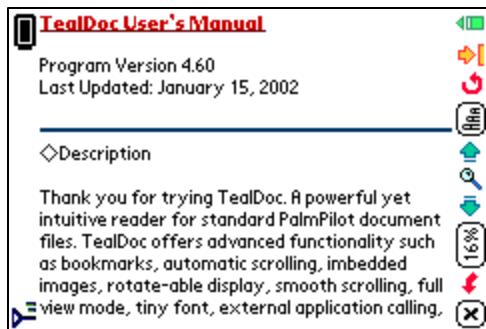 TealDoc User's Manual
Program Version 4.60
Last Updated: January 15, 2002
◇Description
Thank you for trying TealDoc. A powerful yet
intuitive reader for standard PalmPilot document
files. TealDoc offers advanced functionality such
as bookmarks, automatic scrolling, imbedded
images, rotate-able display, smooth scrolling, full
view mode, tiny font, external application calling,
AAA
16%